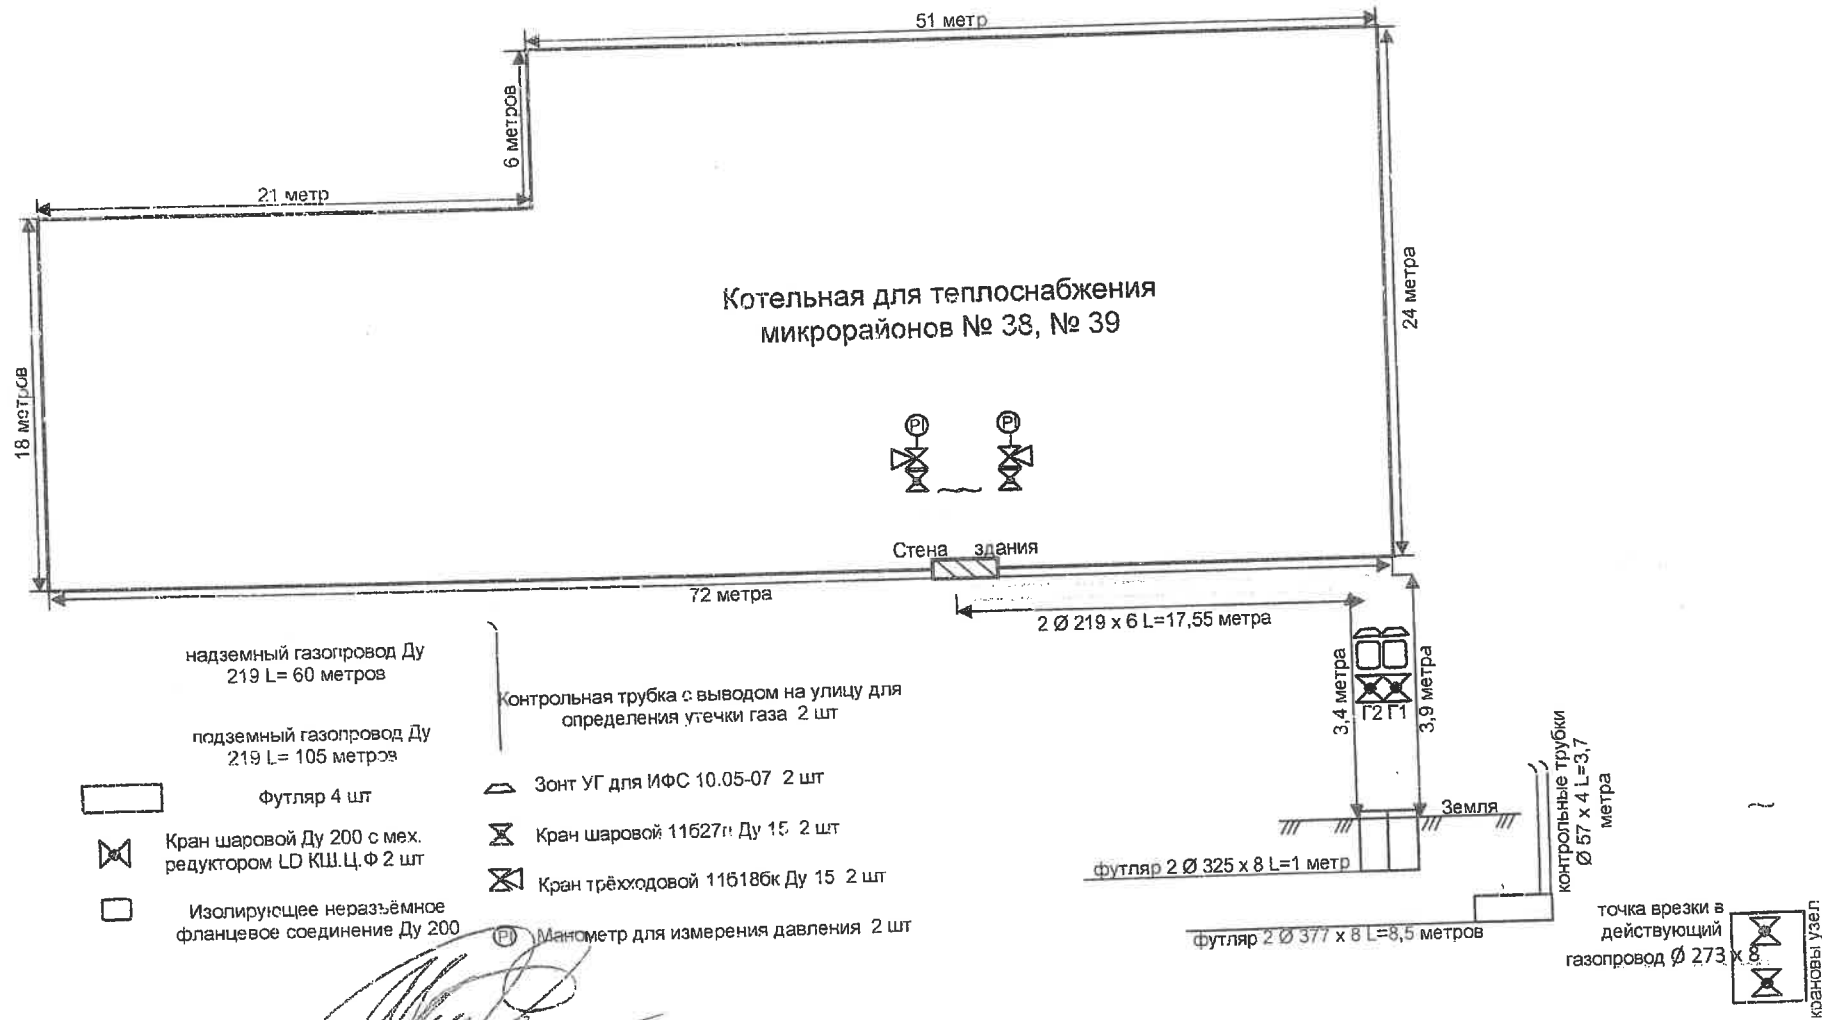 51 метр
6 метров
21 метр
18 метров
24 метра
Котельная для теплоснабжения
микрорайонов № 38, № 39
PI
PI
Стена здания
72 метра
2 Ø 219 x 6 L=17,55 метра
3,4 метра
3,9 метра
Г2 Г1
Земля
футляр 2 Ø 325 x 8 L=1 метр
контрольные трубки
Ø 57 x 4 L=3,7
метра
футляр 2 Ø 377 x 8 L=8,5 метров
точка врезки в
действующий
газопровод Ø 273 x 8
крановы узел
надземный газопровод Ду
219 L= 60 метров
подземный газопровод Ду
219 L= 105 метров
Футляр 4 шт
Кран шаровой Ду 200 с мех.
редуктором LD КШ.Ц.Ф 2 шт
Изолирующее неразъёмное
фланцевое соединение Ду 200
Контрольная трубка с выводом на улицу для
определения утечки газа 2 шт
Зонт УГ для ИФС 10.05-07 2 шт
Кран шаровой 11б27п Ду 15 2 шт
Кран трёхходовой 11б18бк Ду 15 2 шт
PI
Манометр для измерения давления 2 шт